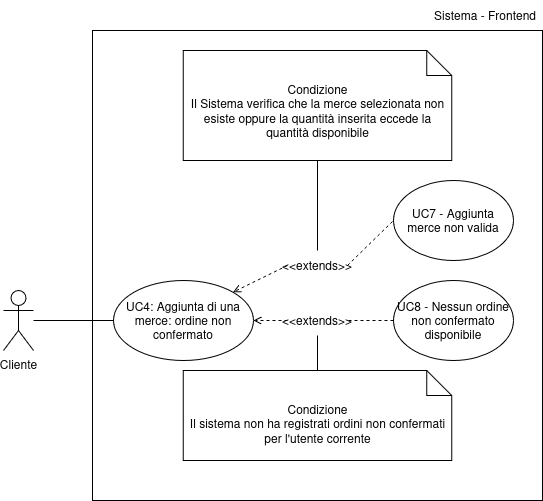 Sistema - Frontend
Condizione
Il Sistema verifica che la merce selezionata non
esiste oppure la quantità inserita eccede la
quantità disponibile
UC7 - Aggiunta
merce non valida
<<extends>>
UC4: Aggiunta di una
merce: ordine non
confermato
<<extends>>
UC8 - Nessun ordine
non confermato
disponibile
Cliente
Condizione
Il sistema non ha registrati ordini non confermati
per l'utente corrente